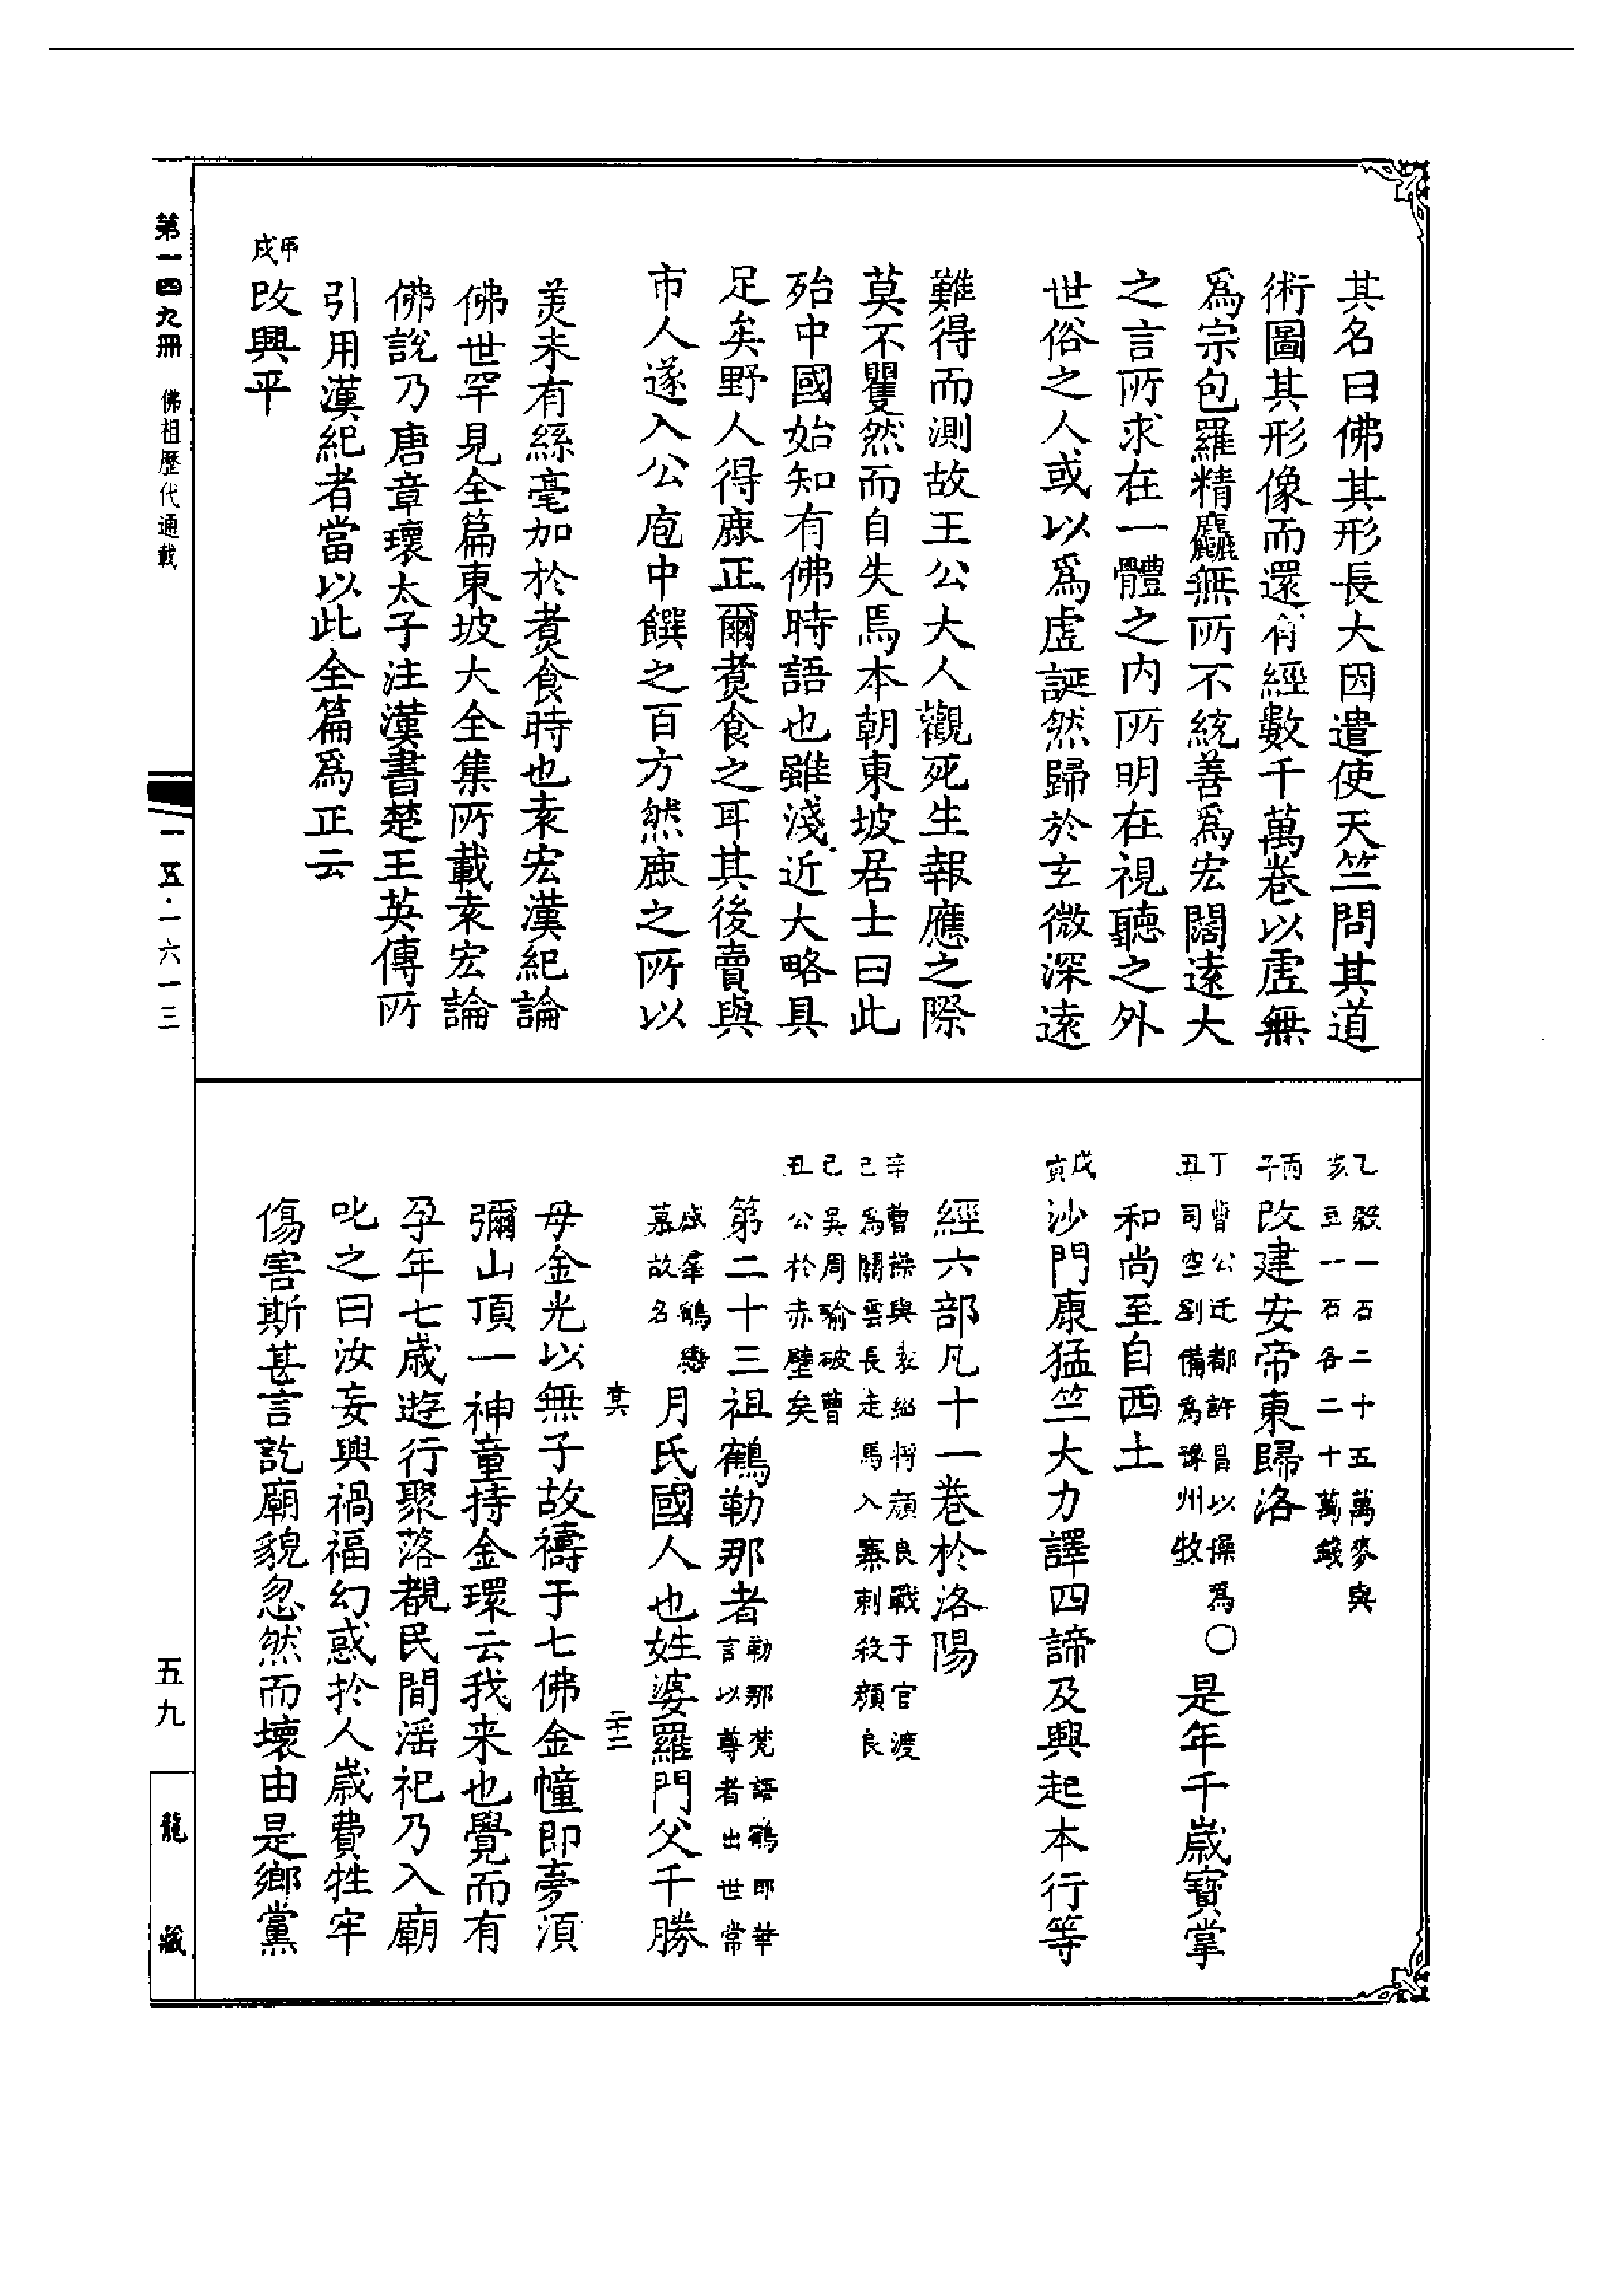 其名曰佛其形長大因遣使天竺問其道
術圖其形像而還有經數千萬卷以虛無
為宗包羅精麤無所不統善為宏闊遠大
之言所求在一體之內所明在視聽之外
世俗之人或以為虛誕然歸於玄微深遠
難得而測故王公大人觀死生報應之際
莫不瞿然而自失焉本朝東坡居士曰此
殆中國始知有佛時語也雖淺近大略具
足矣野人得鹿正爾煑食之耳其後賣與
市人遂入公庖中饌之百方然鹿之所以
美未有絲毫加於煑食時也袁宏漢紀論
佛世罕見全篇東坡大全集所載袁宏論
佛說乃唐章瓌太子注漢書楚王英傳所
引用漢紀者當以此全篇為正云
甲戌改興平
乙亥穀一石二十五萬麥與
豆一石各二十萬錢
丙子改建安帝東歸洛
丁丑曹公迁都許昌以操為
司空劉備為豫州牧
〇是年千歲寶掌
和尚至自西土
戊寅沙門康猛竺大力譯四諦及興起本行等
經六部凡十一卷於洛陽
辛巳曹操與袁紹將顏良戰于官渡
為關雲長走馬入寨刺殺顏良
己丑吳周瑜破曹
公於赤壁矣
第二十三祖鶴勒那者勒那梵語鶴即華
言以尊者出世常
感羣鶴戀
慕故名
月氏國人也姓婆羅門父千勝
母金光以無子故禱于七佛金幢即夢須
彌山頂一神童持金環云我来也覺而有
孕年七歲遊行聚落覩民間滛祀乃入廟
叱之曰汝妄興禍福幻惑扵人歲費牲牢
傷害斯甚言訖廟貌忽然而壞由是鄉黨
第一四九冊
佛祖歷代通載
一五·一六一三
五九
龍藏